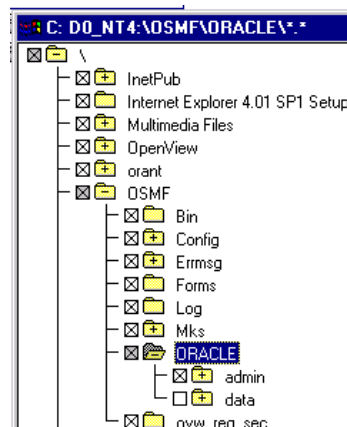 C: D0_NT4:\OSMF\ORACLE\*.*
\
InetPub
Internet Explorer 4.01 SP1 Setup
Multimedia Files
OpenView
orant
OSMF
Bin
Config
Errmsg
Forms
Log
Mks
ORACLE
admin
data
ovw_reg_sec